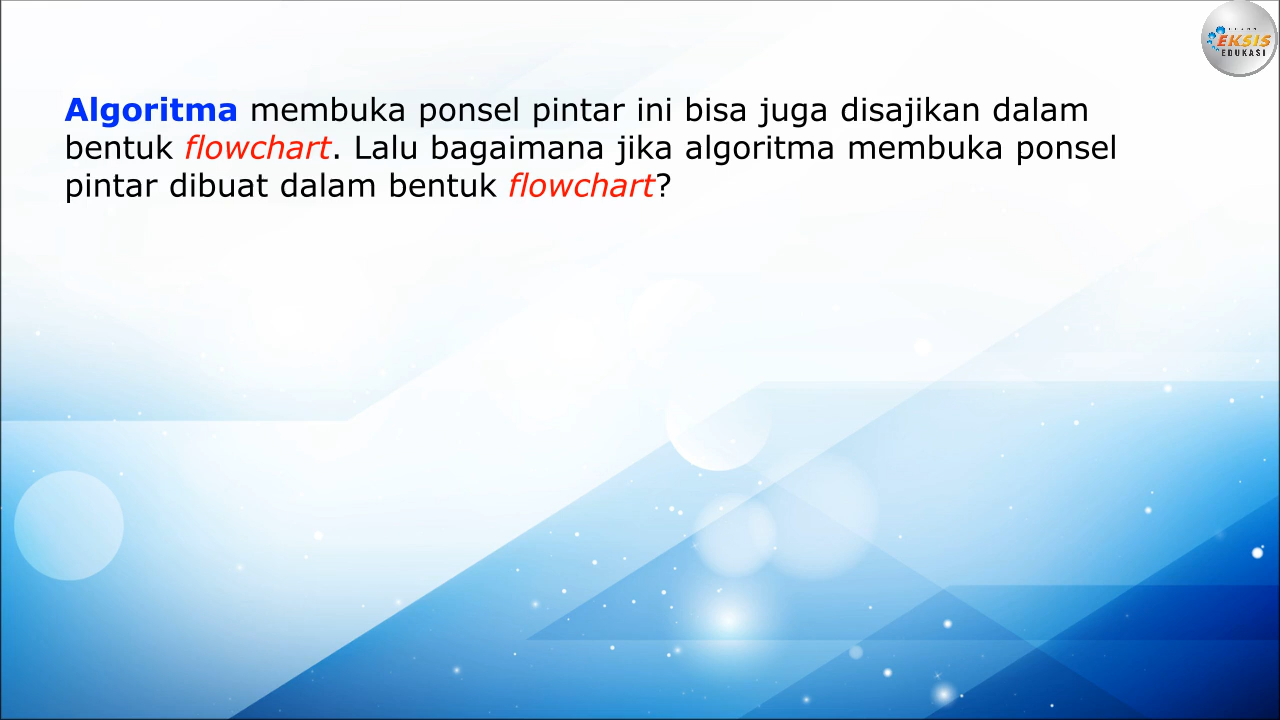 EKSIS
EDUKASI
Algoritma membuka ponsel pintar ini bisa juga disajikan dalam
bentuk flowchart. Lalu bagaimana jika algoritma membuka ponsel
pintar dibuat dalam bentuk flowchart?